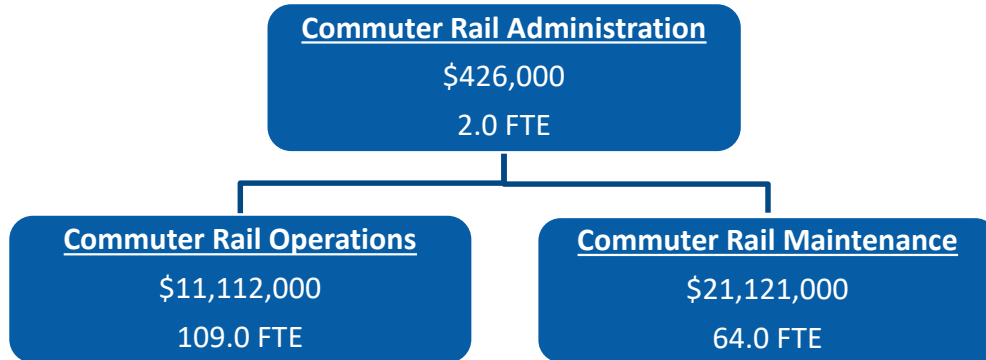 Commuter Rail Administration
$426,000
2.0 FTE
Commuter Rail Operations
$11,112,000
109.0 FTE
Commuter Rail Maintenance
$21,121,000
64.0 FTE